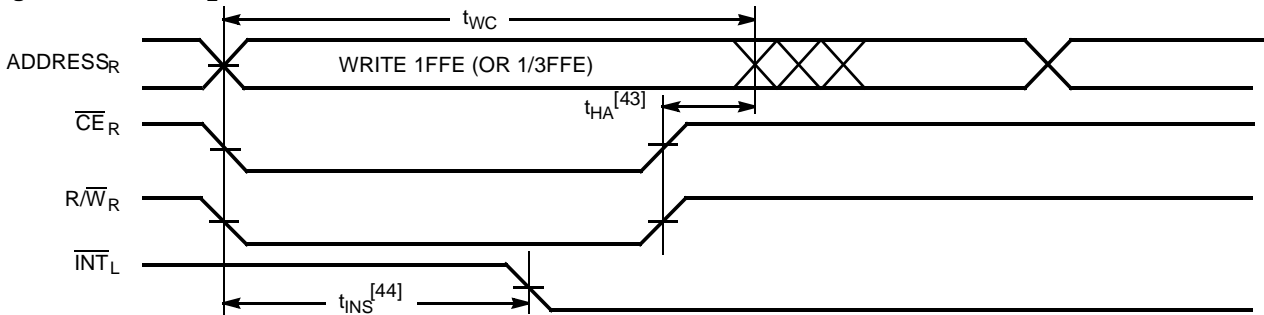 tWC
ADDRESSR
WRITE 1FFE (OR 1/3FFE)
tHA[43]
CER
R/WR
INTL
tINS[44]